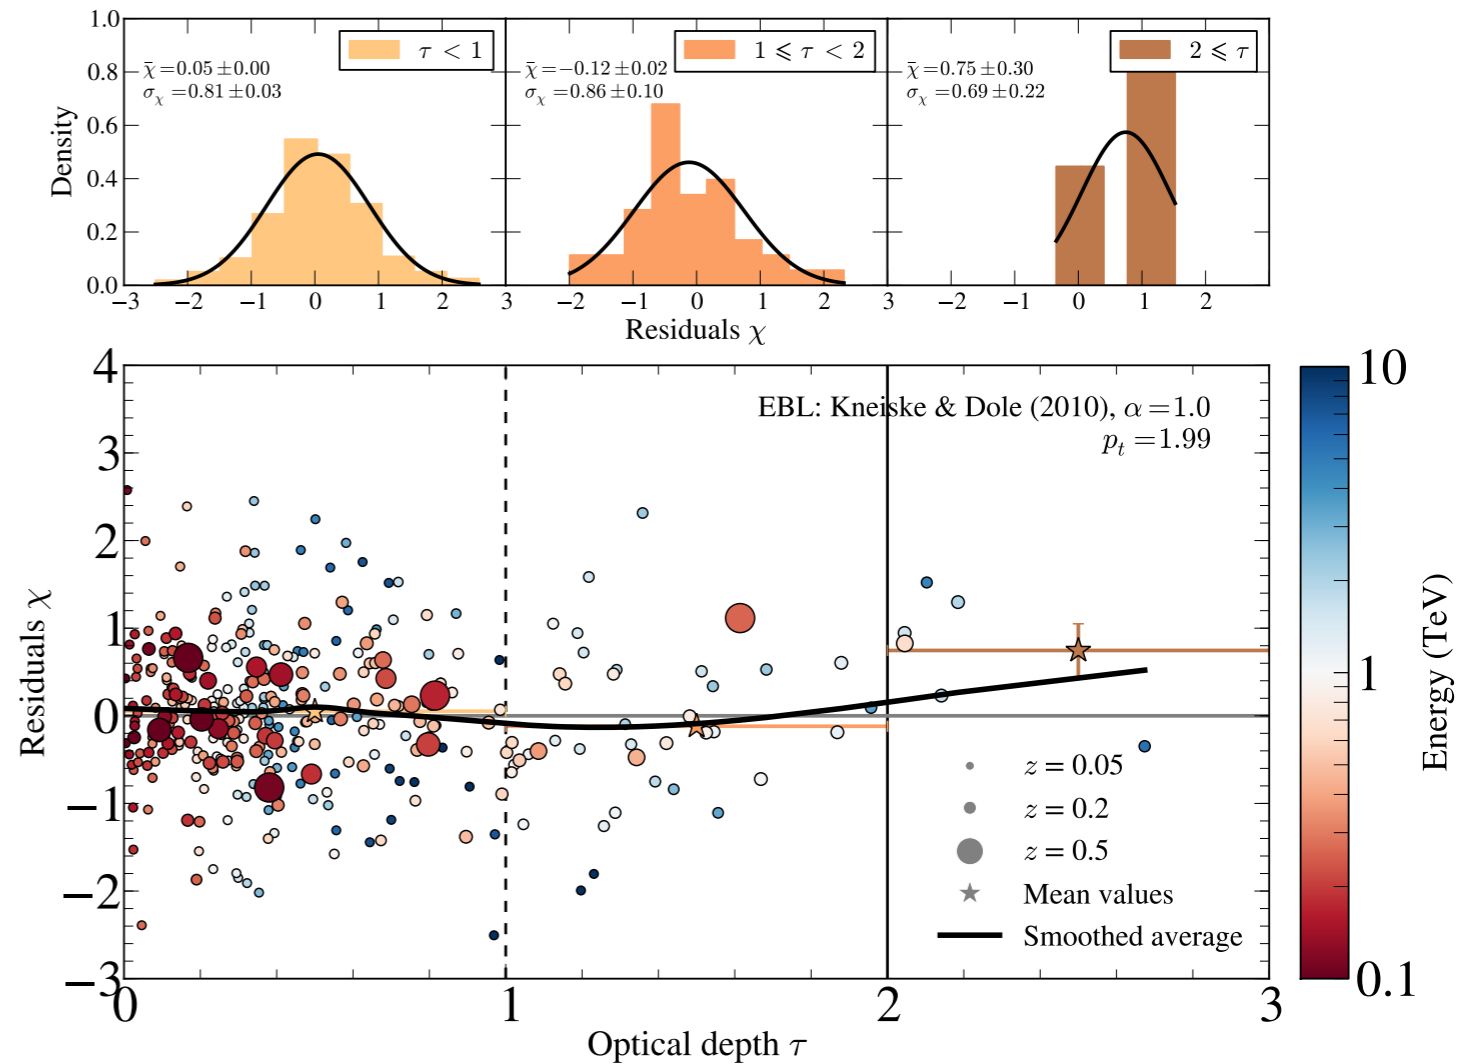 1.0
0.8
0.6
0.4
0.2
0.0
Density
τ < 1
χ̄ = 0.05 ± 0.00
σ_χ = 0.81 ± 0.03
1 ⩽ τ < 2
χ̄ = −0.12 ± 0.02
σ_χ = 0.86 ± 0.10
2 ⩽ τ
χ̄ = 0.75 ± 0.30
σ_χ = 0.69 ± 0.22
−3 −2 −1 0 1 2 3 −2 −1 0 1 2 3 −2 −1 0 1 2
Residuals χ
4
3
2
1
0
−1
−2
−3
Residuals χ
EBL: Kneiske & Dole (2010), α = 1.0
p_t = 1.99
z = 0.05
z = 0.2
z = 0.5
Mean values
Smoothed average
0 1 2 3
Optical depth τ
10
1
0.1
Energy (TeV)